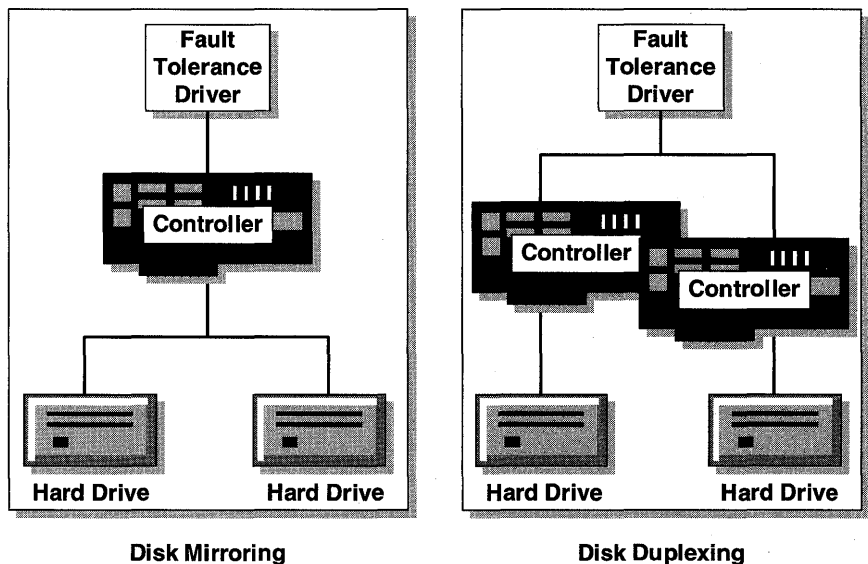 Fault
Tolerance
Driver
Controller
Hard Drive
Hard Drive
Disk Mirroring
Fault
Tolerance
Driver
Controller
Controller
Hard Drive
Hard Drive
Disk Duplexing